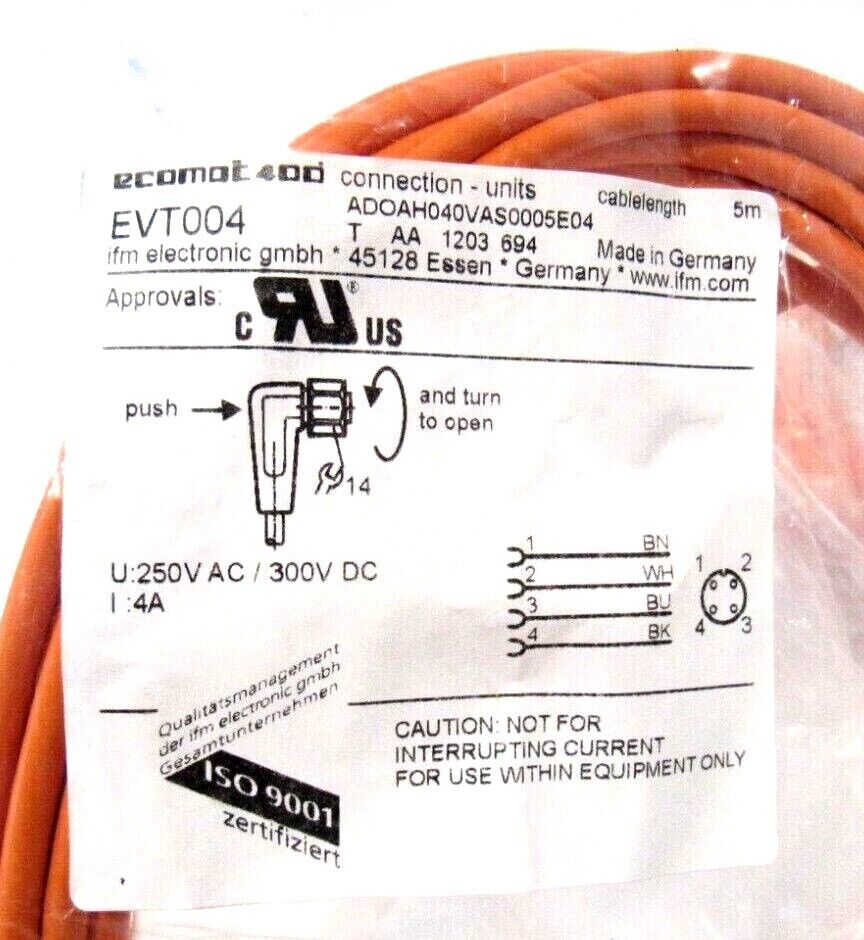 ecomat 400 connection - units cablelength 5m
EVT004 ADOAH040VAS0005E04
T AA 1203 694 Made in Germany
ifm electronic gmbh * 45128 Essen * Germany * www.ifm.com
Approvals:
C RU® US
push and turn
to open
14
U:250V AC / 300V DC
I :4A
1 BN
2 WH
3 BU
4 BK
1 2
4 3
Qualitätsmanagement
der ifm electronic gmbh
Gesamtunternehmen
ISO 9001
zertifiziert
CAUTION: NOT FOR
INTERRUPTING CURRENT
FOR USE WITHIN EQUIPMENT ONLY